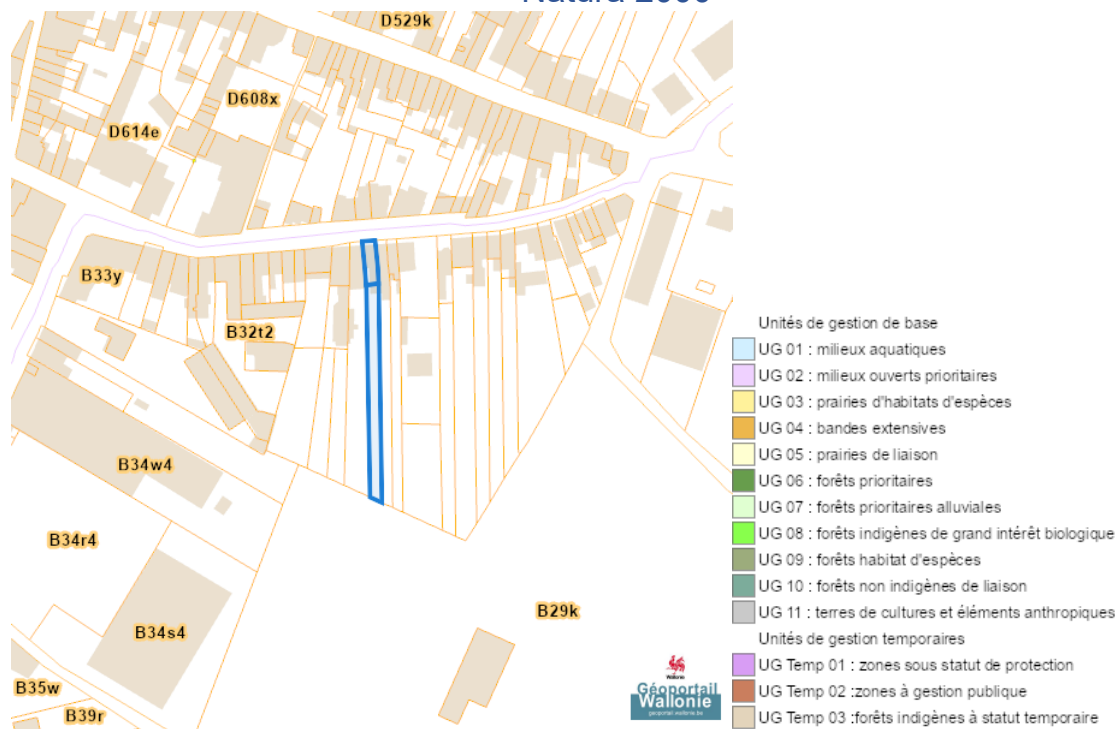 Natura 2000
D529k
D608x
D614e
B33y
B32t2
B34w4
B34r4
B29k
B34s4
B35w
B39r
Wallonie
Géoportail
Wallonie
geoportail.wallonie.be
Unités de gestion de base
UG 01 : milieux aquatiques
UG 02 : milieux ouverts prioritaires
UG 03 : prairies d'habitats d'espèces
UG 04 : bandes extensives
UG 05 : prairies de liaison
UG 06 : forêts prioritaires
UG 07 : forêts prioritaires alluviales
UG 08 : forêts indigènes de grand intérêt biologique
UG 09 : forêts habitat d'espèces
UG 10 : forêts non indigènes de liaison
UG 11 : terres de cultures et éléments anthropiques
Unités de gestion temporaires
UG Temp 01 : zones sous statut de protection
UG Temp 02 :zones à gestion publique
UG Temp 03 :forêts indigènes à statut temporaire